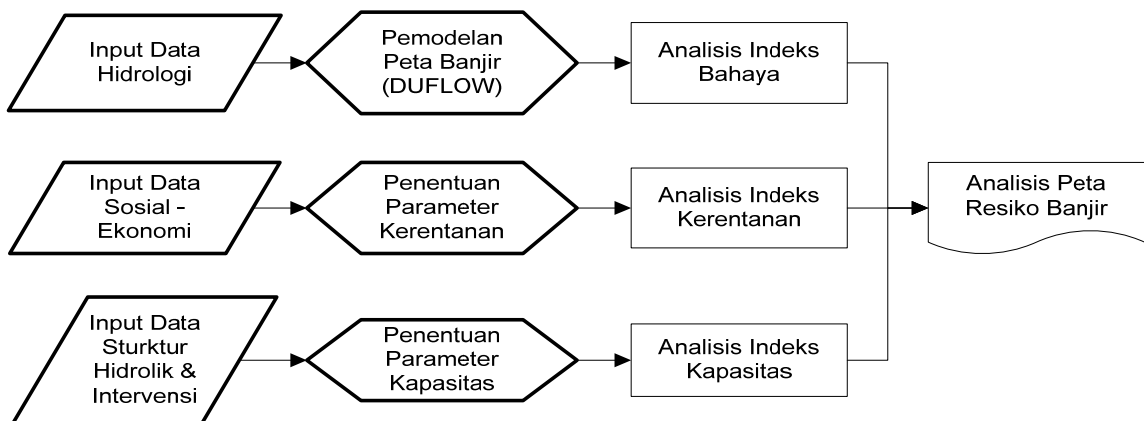 Input Data
Hidrologi
Pemodelan
Peta Banjir
(DUFLOW)
Analisis Indeks
Bahaya
Input Data
Sosial -
Ekonomi
Penentuan
Parameter
Kerentanan
Analisis Indeks
Kerentanan
Analisis Peta
Resiko Banjir
Input Data
Sturktur
Hidrolik &
Intervensi
Penentuan
Parameter
Kapasitas
Analisis Indeks
Kapasitas